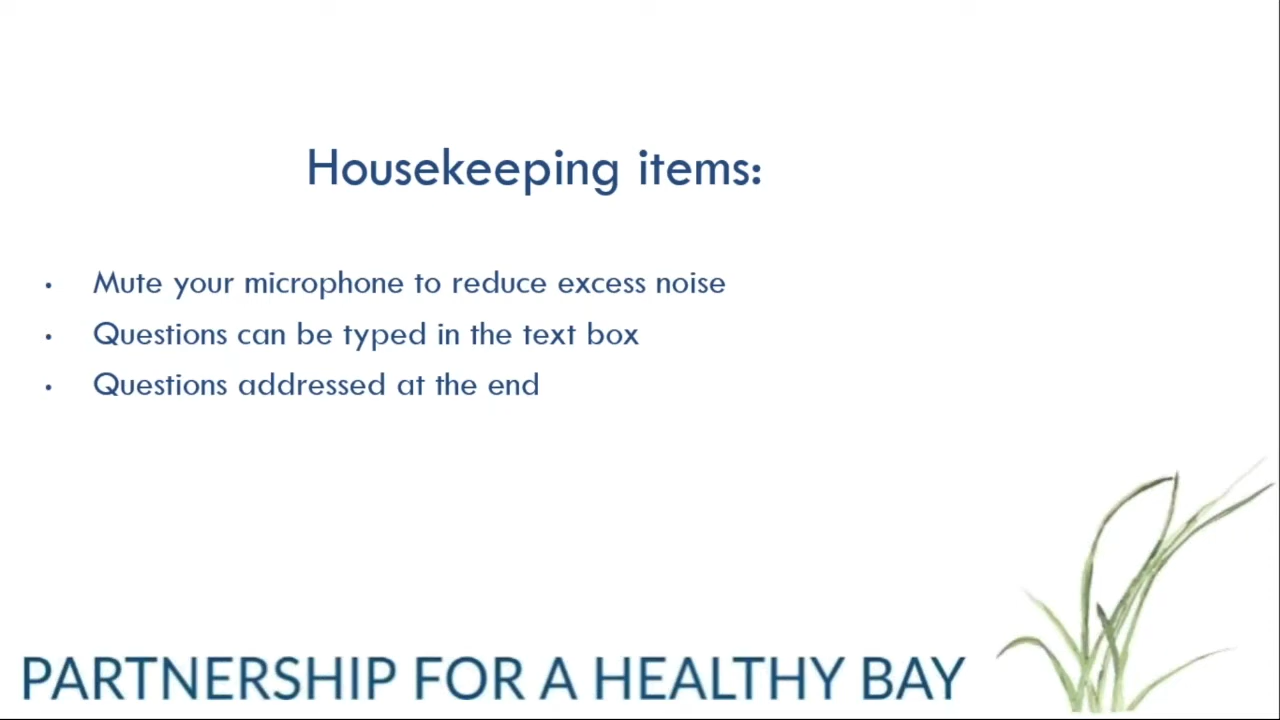 Housekeeping items:
• Mute your microphone to reduce excess noise
• Questions can be typed in the text box
• Questions addressed at the end
PARTNERSHIP FOR A HEALTHY BAY